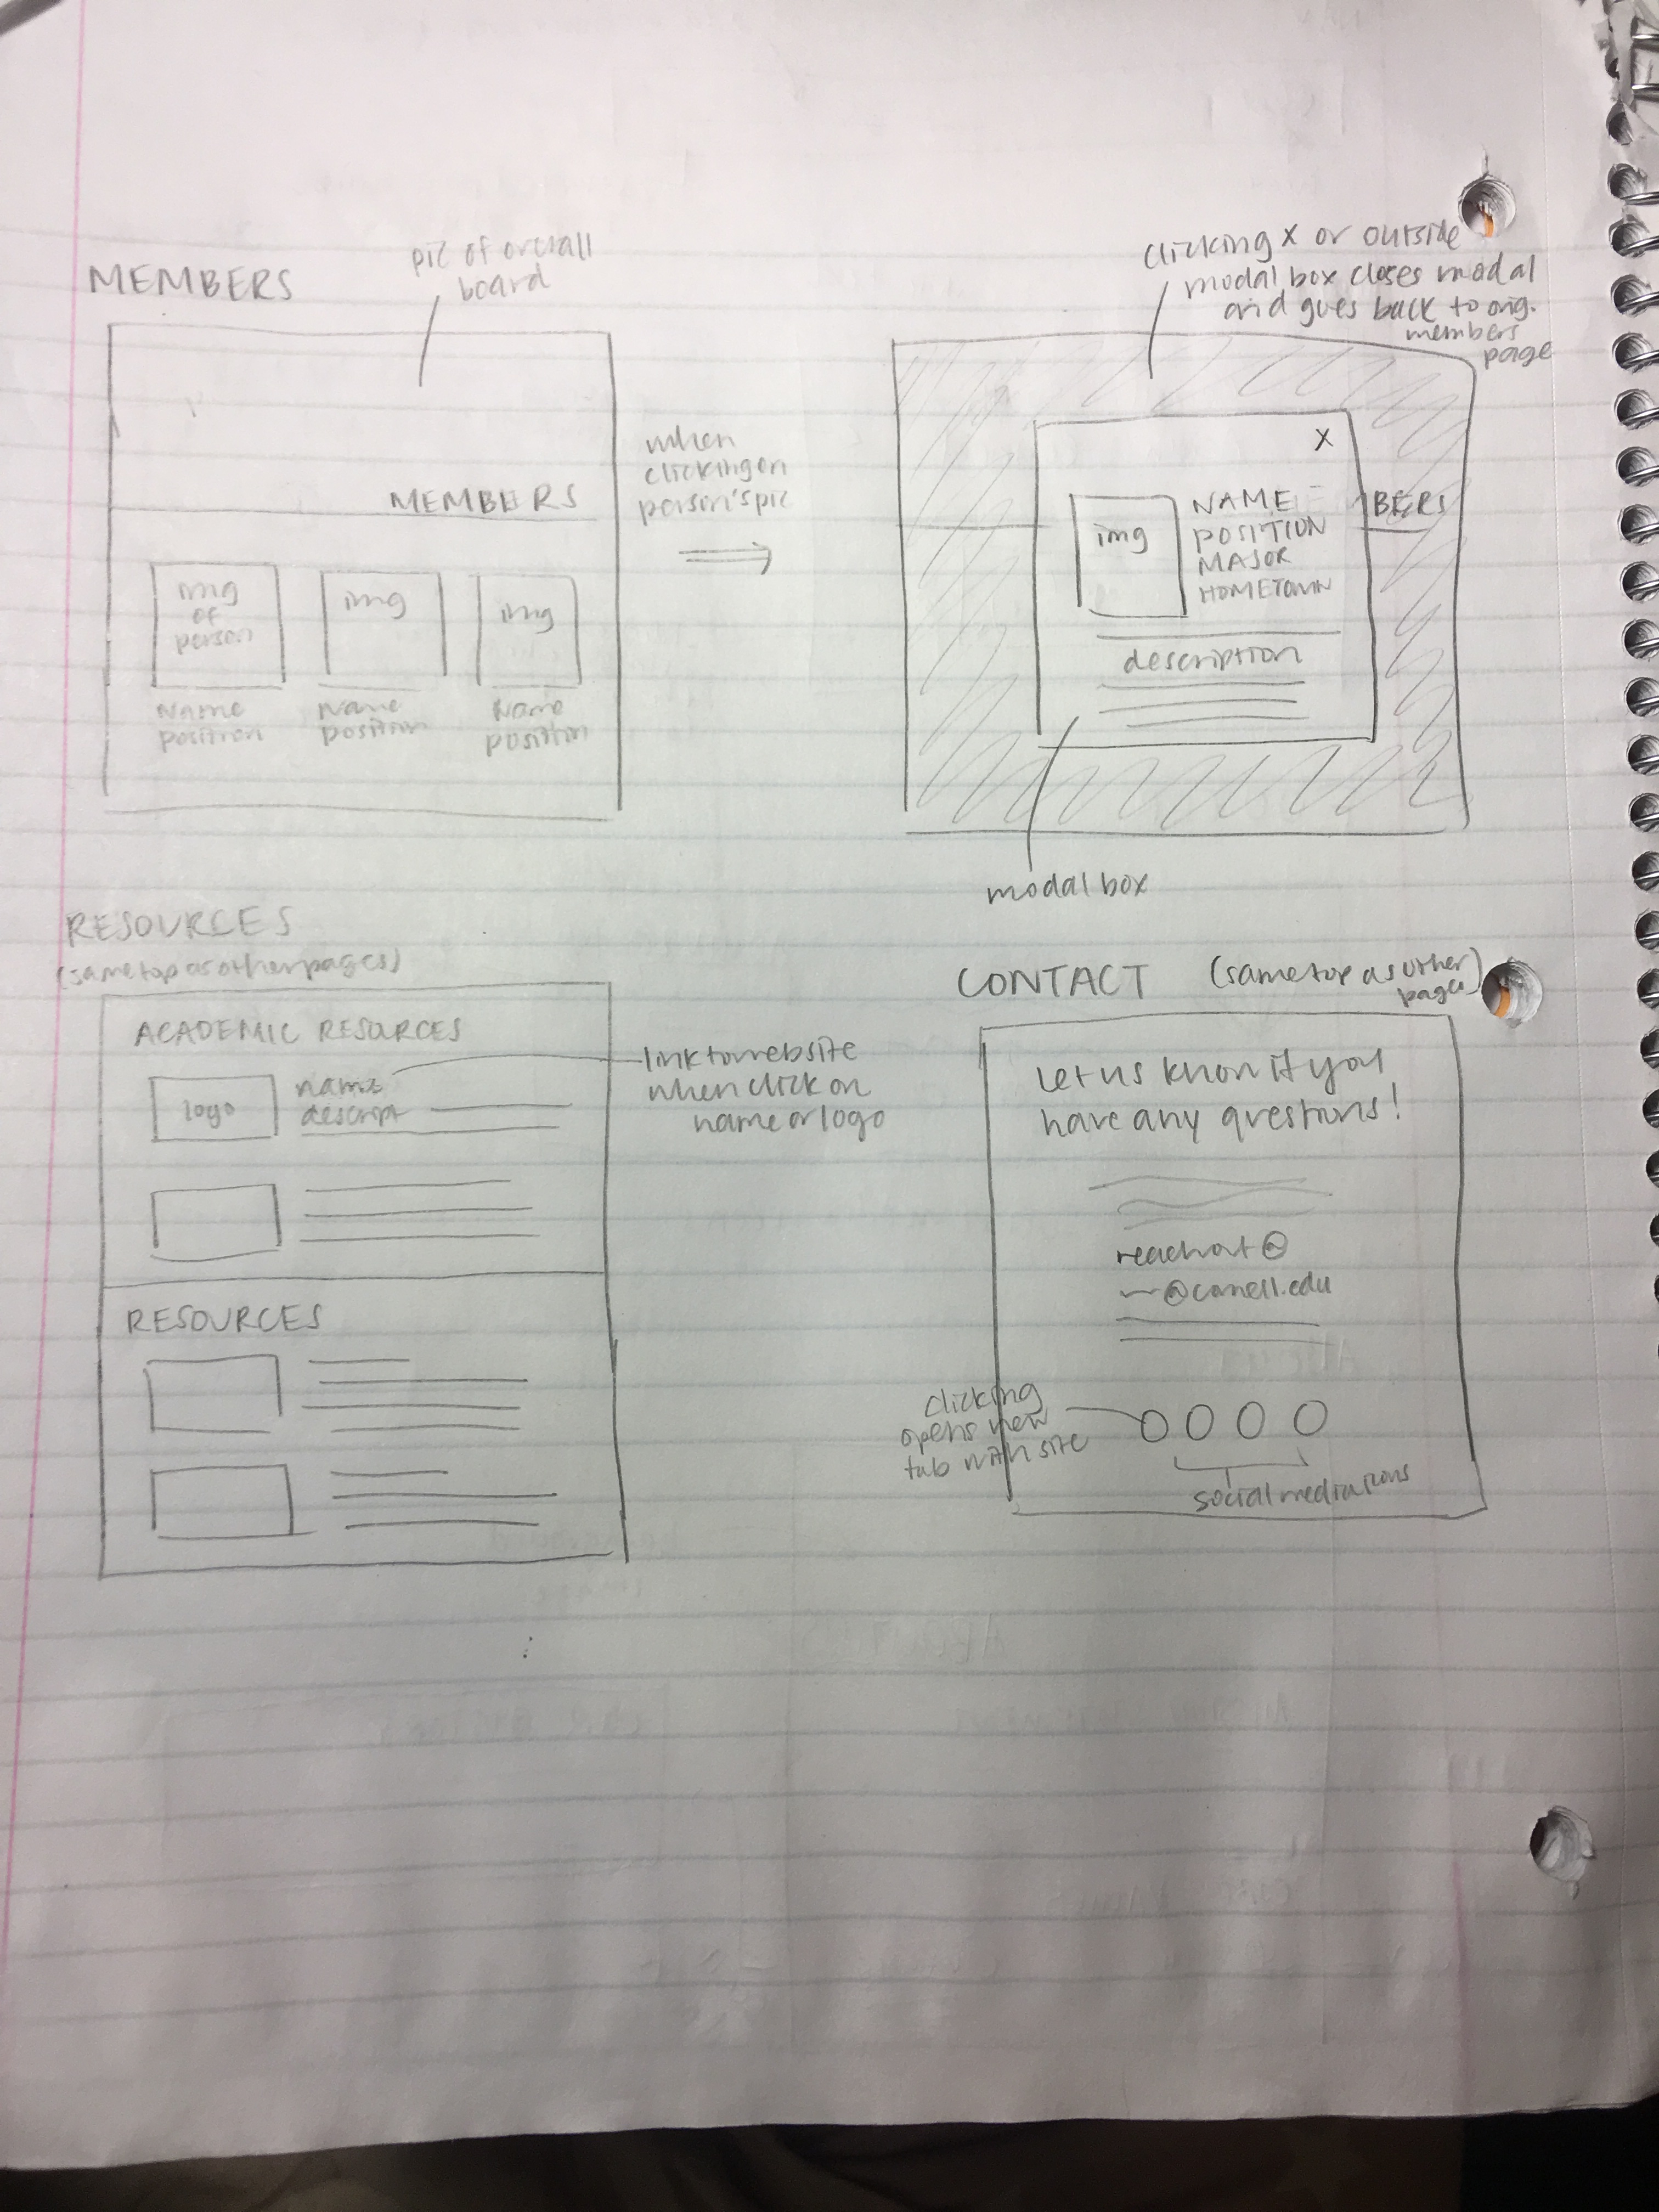 MEMBERS
pic of overall
board
MEMBERS
img
of
person
img
img
Name
position
Name
position
Name
position
when
clicking on
person's pic
clicking x or outside
modal box closes modal
and goes back to orig.
members
page
X
img
NAME
POSITION
MAJOR
HOMETOWN
BERS
description
modal box
RESOURCES
(same top as other pages)
ACADEMIC RESOURCES
logo
name
descript
link to website
when click on
name or logo
RESOURCES
CONTACT (same top as other
pages)
Let us know if you
have any questions!
reach out @
@cornell.edu
clicking
opens new
tab with site
social media icons
ABOUT US